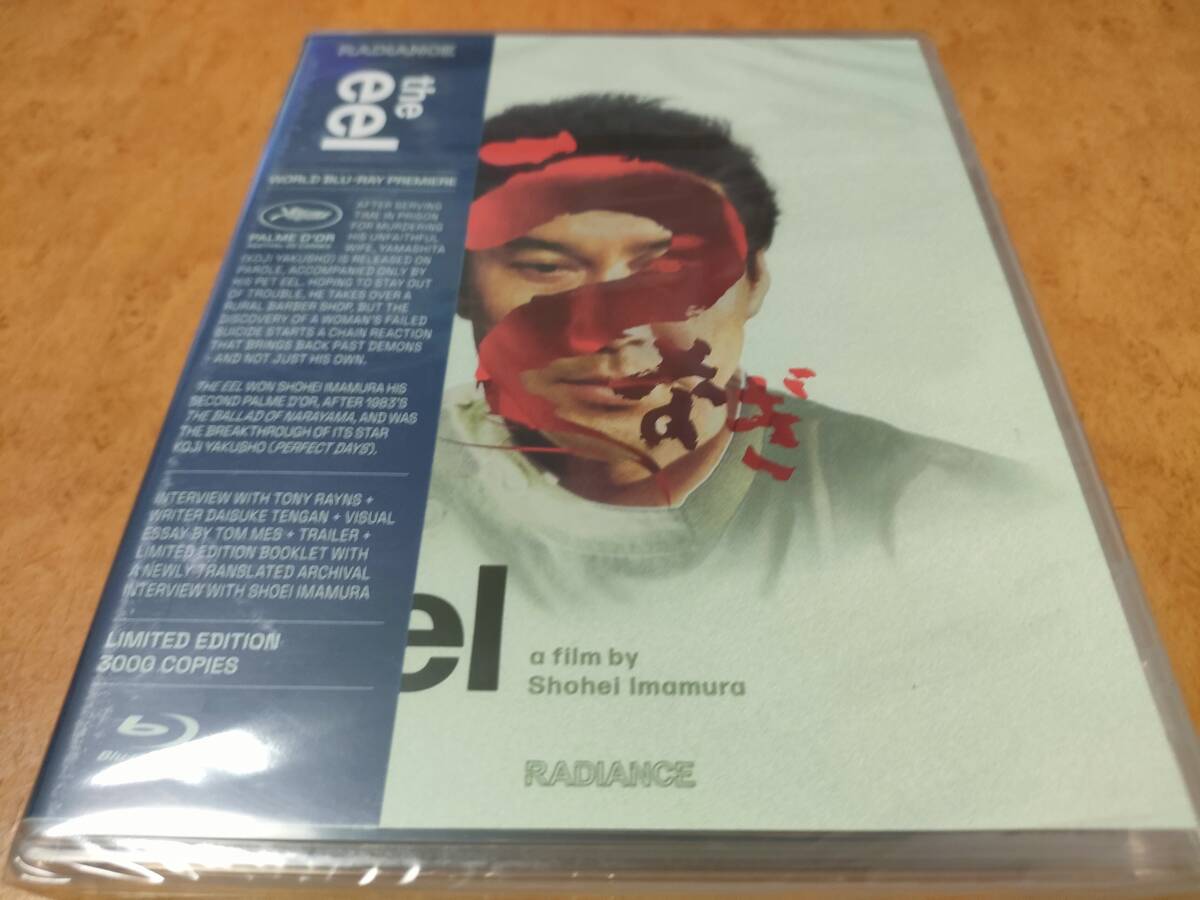 RADIANCE
the
eel
WORLD BLU-RAY PREMIERE
PALME D'OR
FESTIVAL DE CANNES
AFTER SERVING
TIME IN PRISON
FOR MURDERING
HIS UNFAITHFUL
WIFE, YAMASHITA
(KOJI YAKUSHO) IS RELEASED ON
PAROLE, ACCOMPANIED ONLY BY
HIS PET EEL. HOPING TO STAY OUT
OF TROUBLE, HE TAKES OVER A
RURAL BARBER SHOP, BUT THE
DISCOVERY OF A WOMAN'S FAILED
SUICIDE STARTS A CHAIN REACTION
THAT BRINGS BACK PAST DEMONS
- AND NOT JUST HIS OWN.
THE EEL WON SHOHEI IMAMURA HIS
SECOND PALME D'OR, AFTER 1983'S
THE BALLAD OF NARAYAMA, AND WAS
THE BREAKTHROUGH OF ITS STAR
KOJI YAKUSHO (PERFECT DAYS).
INTERVIEW WITH TONY RAYNS +
WRITER DAISUKE TENGAN + VISUAL
ESSAY BY TOM MES + TRAILER +
LIMITED EDITION BOOKLET WITH
A NEWLY TRANSLATED ARCHIVAL
INTERVIEW WITH SHOEI IMAMURA
LIMITED EDITION
3000 COPIES
なぎ
el
a film by
Shohei Imamura
RADIANCE